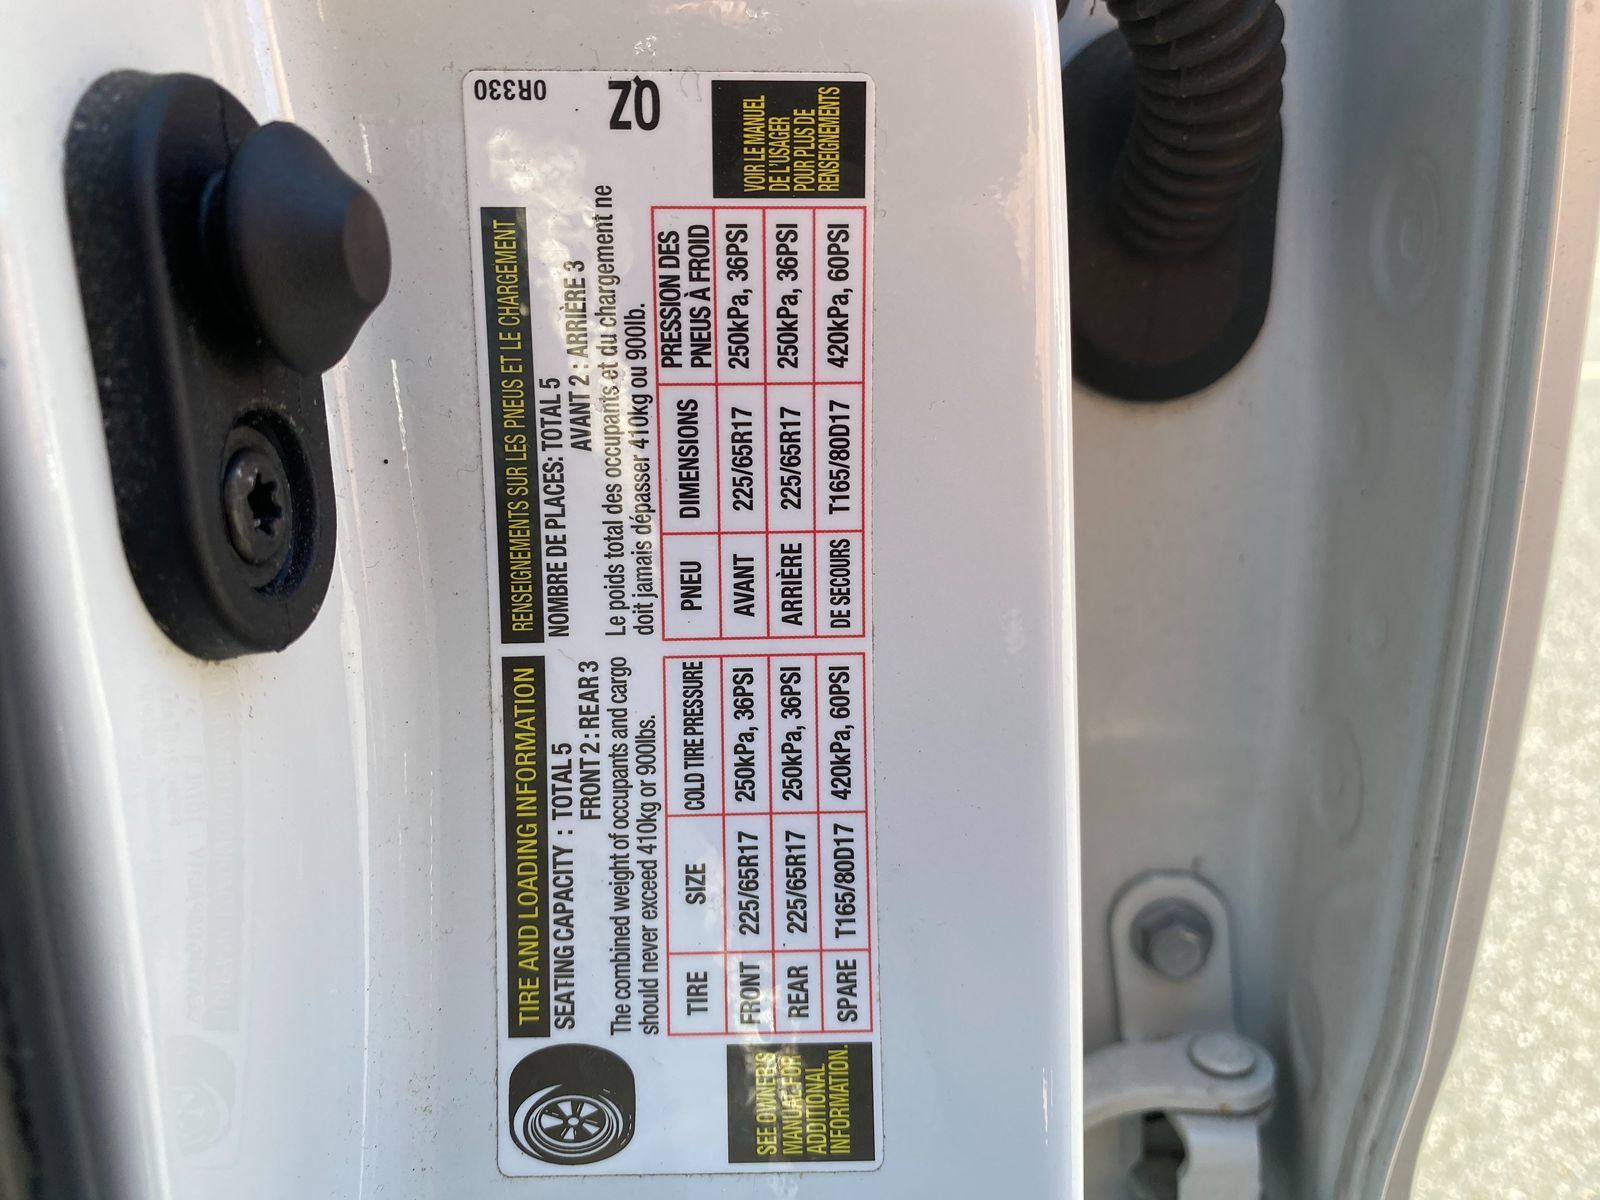 TIRE AND LOADING INFORMATION
SEATING CAPACITY : TOTAL 5
FRONT 2 : REAR 3
The combined weight of occupants and cargo
should never exceed 410kg or 900lbs.
TIRE SIZE COLD TIRE PRESSURE
FRONT 225/65R17 250kPa, 36PSI
REAR 225/65R17 250kPa, 36PSI
SPARE T165/80D17 420kPa, 60PSI
SEE OWNER'S
MANUAL FOR
ADDITIONAL
INFORMATION.
RENSEIGNEMENTS SUR LES PNEUS ET LE CHARGEMENT
NOMBRE DE PLACES: TOTAL 5
AVANT 2 : ARRIÈRE 3
Le poids total des occupants et du chargement ne
doit jamais dépasser 410kg ou 900lb.
PNEU DIMENSIONS PRESSION DES
PNEUS À FROID
AVANT 225/65R17 250kPa, 36PSI
ARRIÈRE 225/65R17 250kPa, 36PSI
DE SECOURS T165/80D17 420kPa, 60PSI
0R330
QZ
VOIR LE MANUEL
DE L'USAGER
POUR PLUS DE
RENSEIGNEMENTS